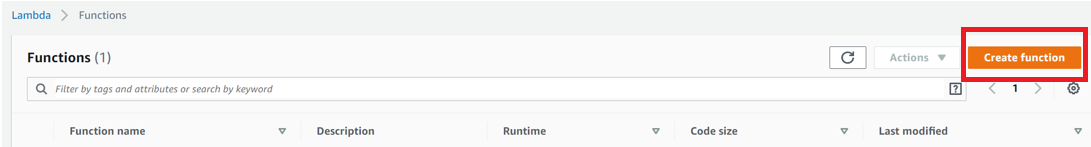 Lambda > Functions
Functions (1) Actions Create function
Filter by tags and attributes or search by keyword ? < 1 >
Function name Description Runtime Code size Last modified